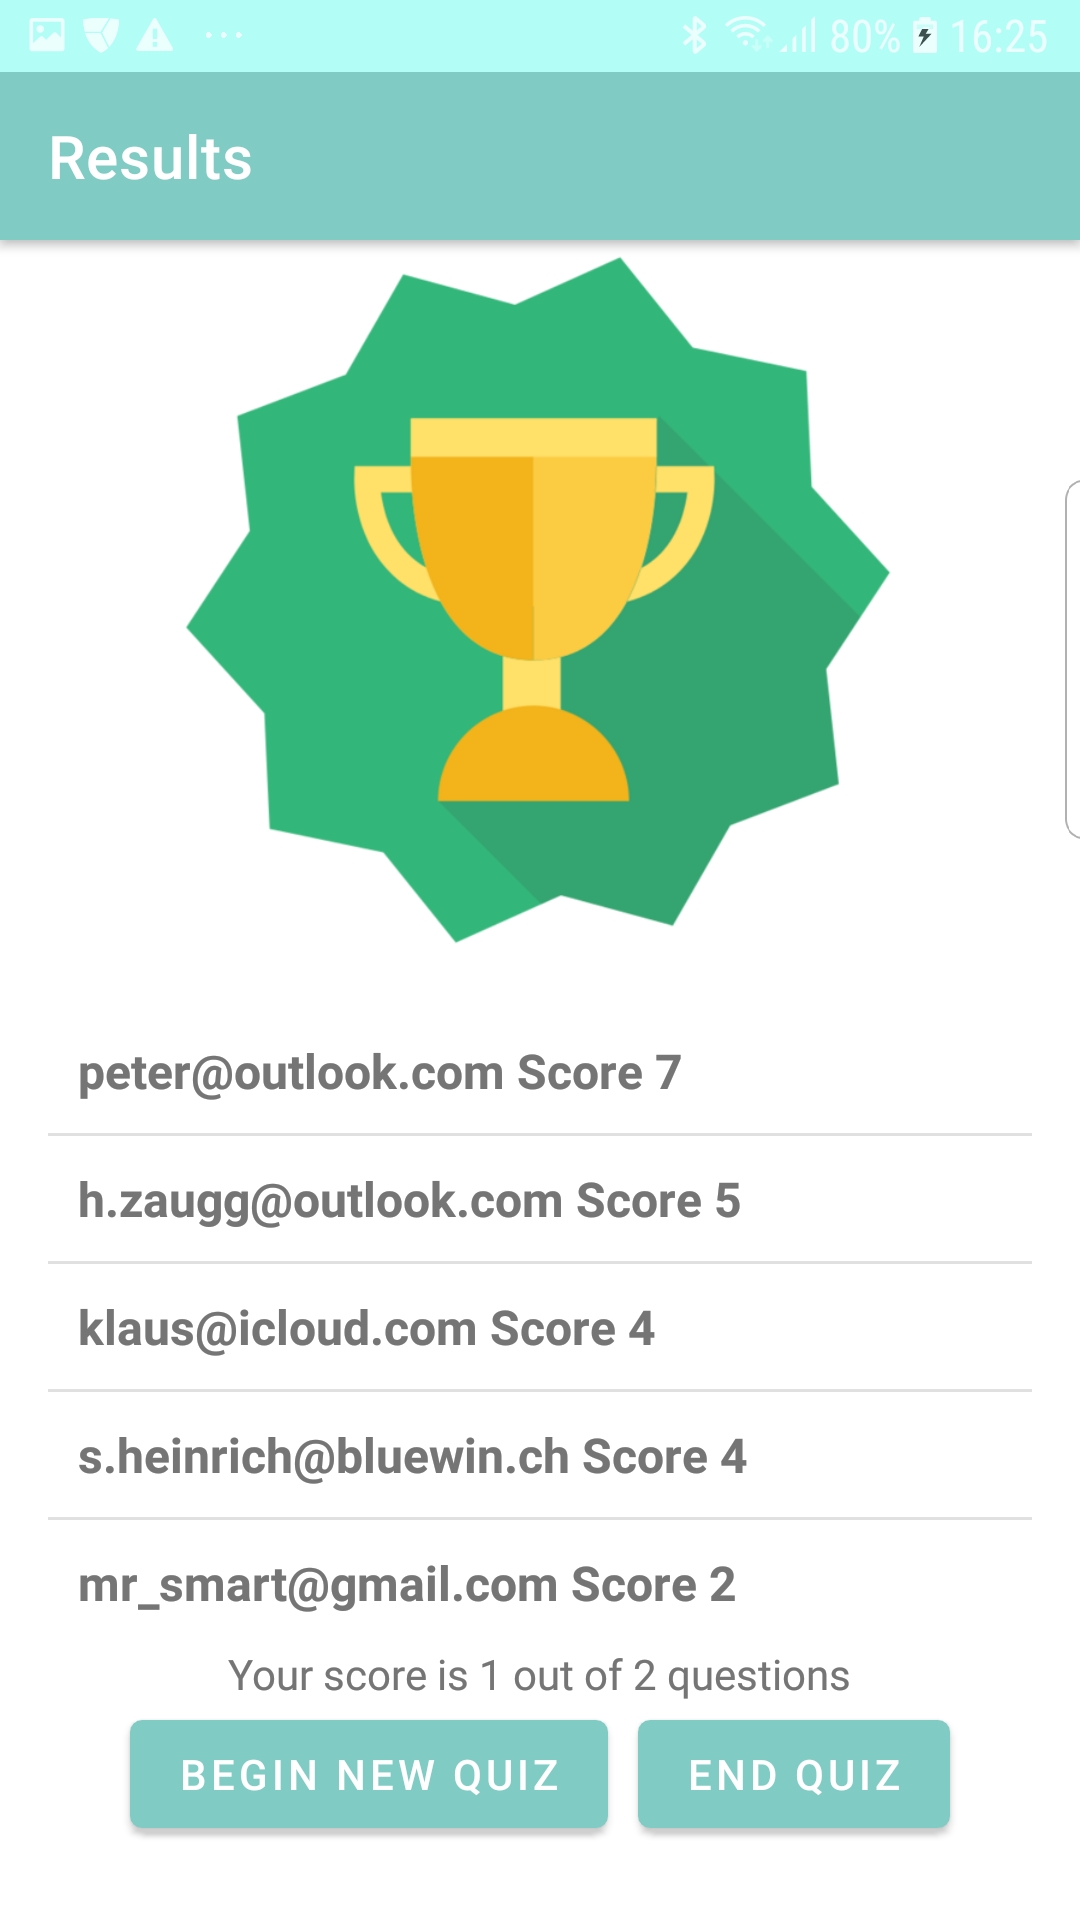 80% 16:25
Results
peter@outlook.com Score 7
h.zaugg@outlook.com Score 5
klaus@icloud.com Score 4
s.heinrich@bluewin.ch Score 4
mr_smart@gmail.com Score 2
Your score is 1 out of 2 questions
BEGIN NEW QUIZ END QUIZ